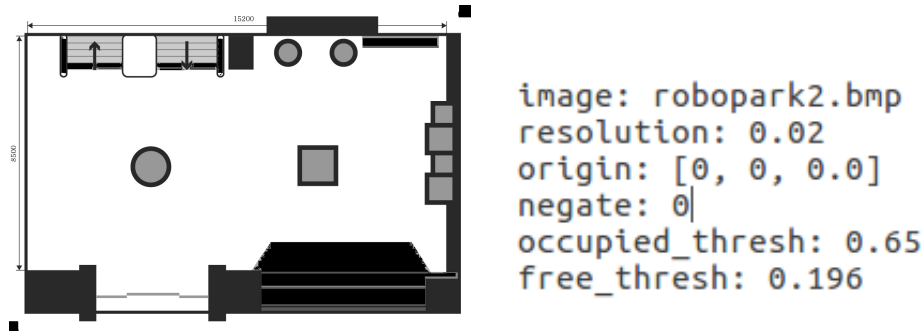 15200
8500
image: robopark2.bmp
resolution: 0.02
origin: [0, 0, 0.0]
negate: 0
occupied_thresh: 0.65
free_thresh: 0.196